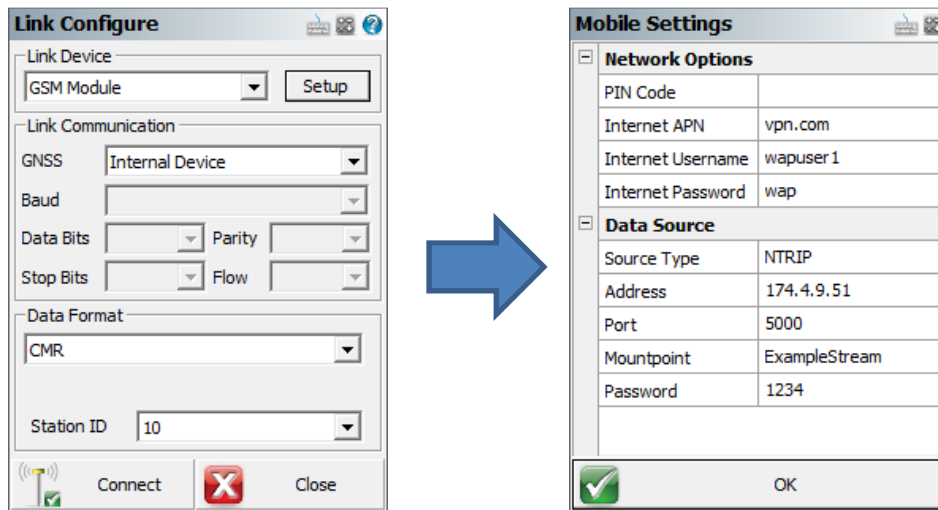 Link Configure
Link Device
GSM Module
Setup
Link Communication
GNSS Internal Device
Baud
Data Bits Parity
Stop Bits Flow
Data Format
CMR
Station ID 10
Connect Close
Mobile Settings
Network Options
PIN Code
Internet APN vpn.com
Internet Username wapuser1
Internet Password wap
Data Source
Source Type NTRIP
Address 174.4.9.51
Port 5000
Mountpoint ExampleStream
Password 1234
OK